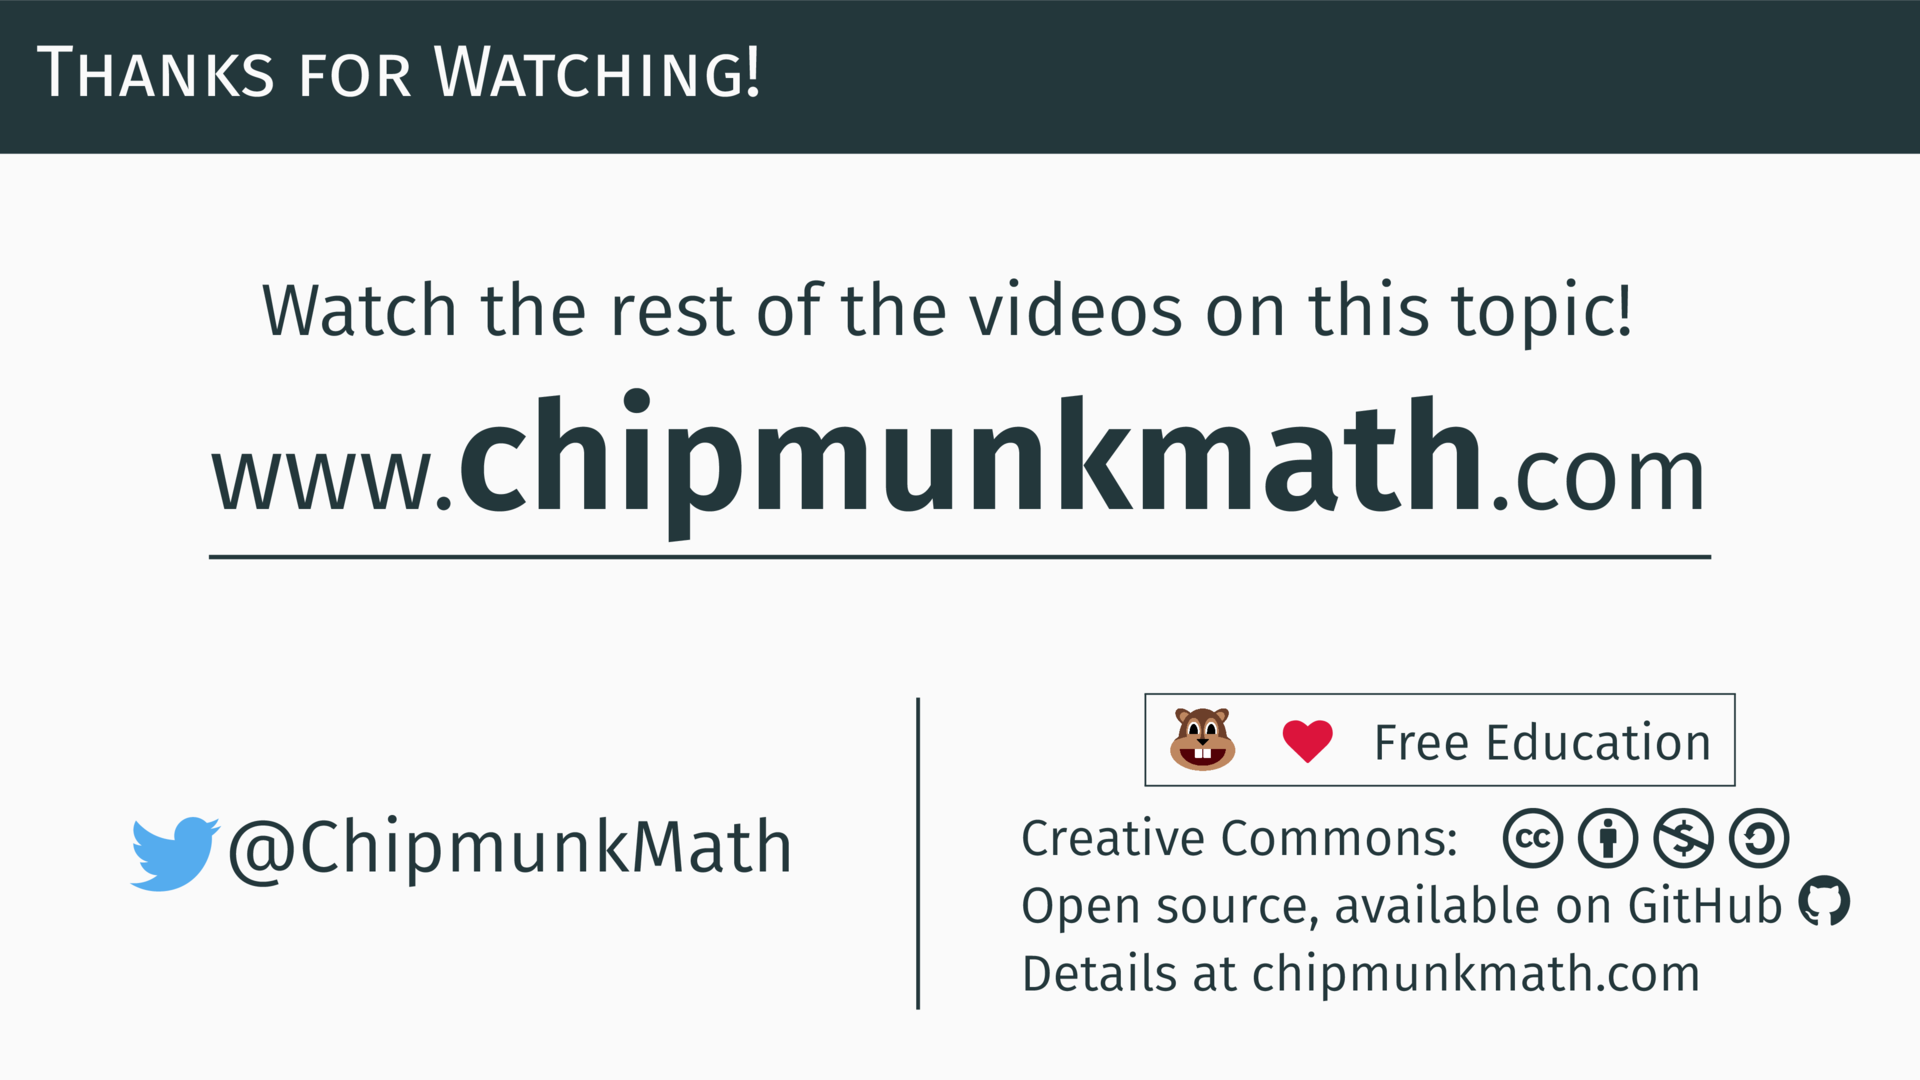 Thanks for Watching!
Watch the rest of the videos on this topic!
www.chipmunkmath.com
@ChipmunkMath
Free Education
Creative Commons: cc
Open source, available on GitHub
Details at chipmunkmath.com